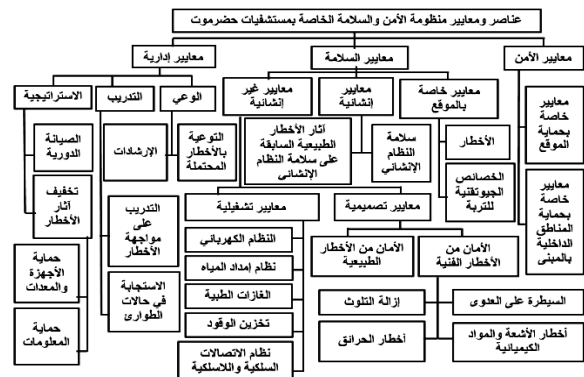 عناصر ومعايير منظومة الأمن والسلامة الخاصة بمستشفيات حضرموت
معايير الأمن
معايير السلامة
معايير إدارية
معايير
خاصة
بحماية
الموقع
معايير
خاصة
بحماية
المناطق
الداخلية
بالمبنى
معايير خاصة
بالموقع
معايير
إنشائية
معايير غير
إنشائية
الأخطار
الخصائص
الجيوتقنية
للتربة
سلامة
النظام
الإنشائي
آثار الأخطار
الطبيعية السابقة
على سلامة النظام
الإنشائي
معايير تصميمية
معايير تشغيلية
الأمان من
الأخطار الفنية
الأمان من الأخطار
الطبيعية
السيطرة على العدوى
إزالة التلوث
أخطار الأشعة والمواد
الكيميائية
أخطار الحرائق
النظام الكهربائي
نظام إمداد المياه
الغازات الطبية
تخزين الوقود
نظام الاتصالات
السلكية واللاسلكية
الوعي
التدريب
الاستراتيجية
التوعية
بالأخطار
المحتملة
الإرشادات
التدريب
على
مواجهة
الأخطار
الاستجابة
في حالات
الطوارئ
الصيانة
الدورية
تخفيف
آثار
الأخطار
حماية
الأجهزة
والمعدات
حماية
المعلومات